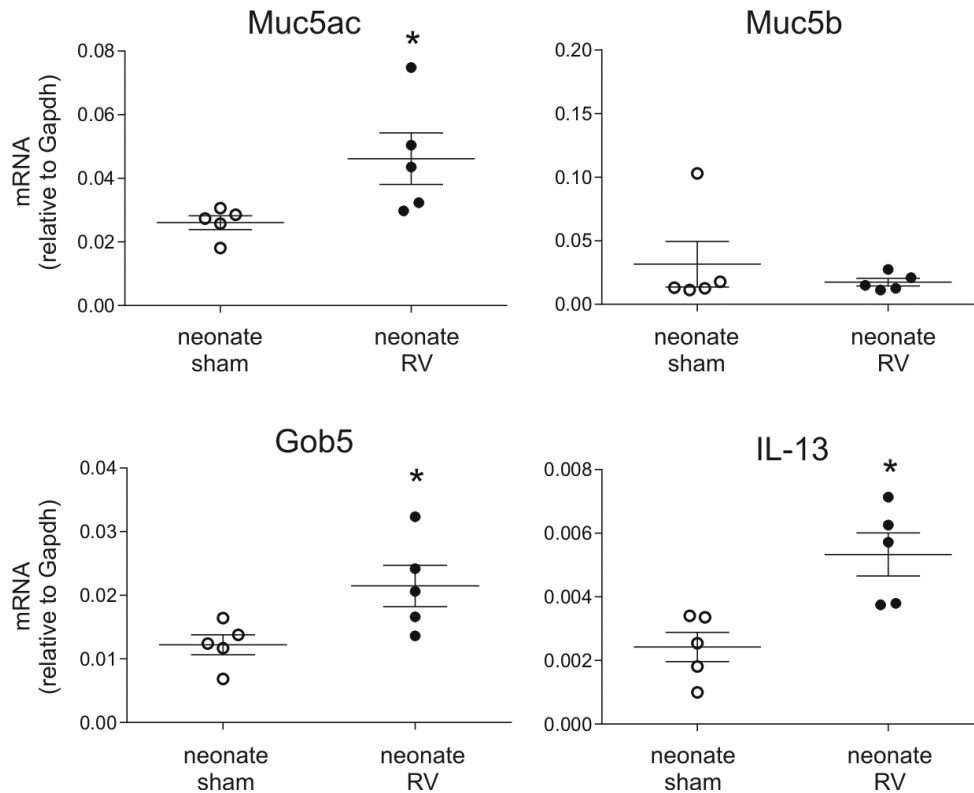 Muc5ac
*
0.08
0.06
0.04
0.02
0.00
mRNA
(relative to Gapdh)
neonate
sham
neonate
RV
Muc5b
0.20
0.15
0.10
0.05
0.00
neonate
sham
neonate
RV
Gob5
*
0.04
0.03
0.02
0.01
0.00
mRNA
(relative to Gapdh)
neonate
sham
neonate
RV
IL-13
*
0.008
0.006
0.004
0.002
0.000
neonate
sham
neonate
RV